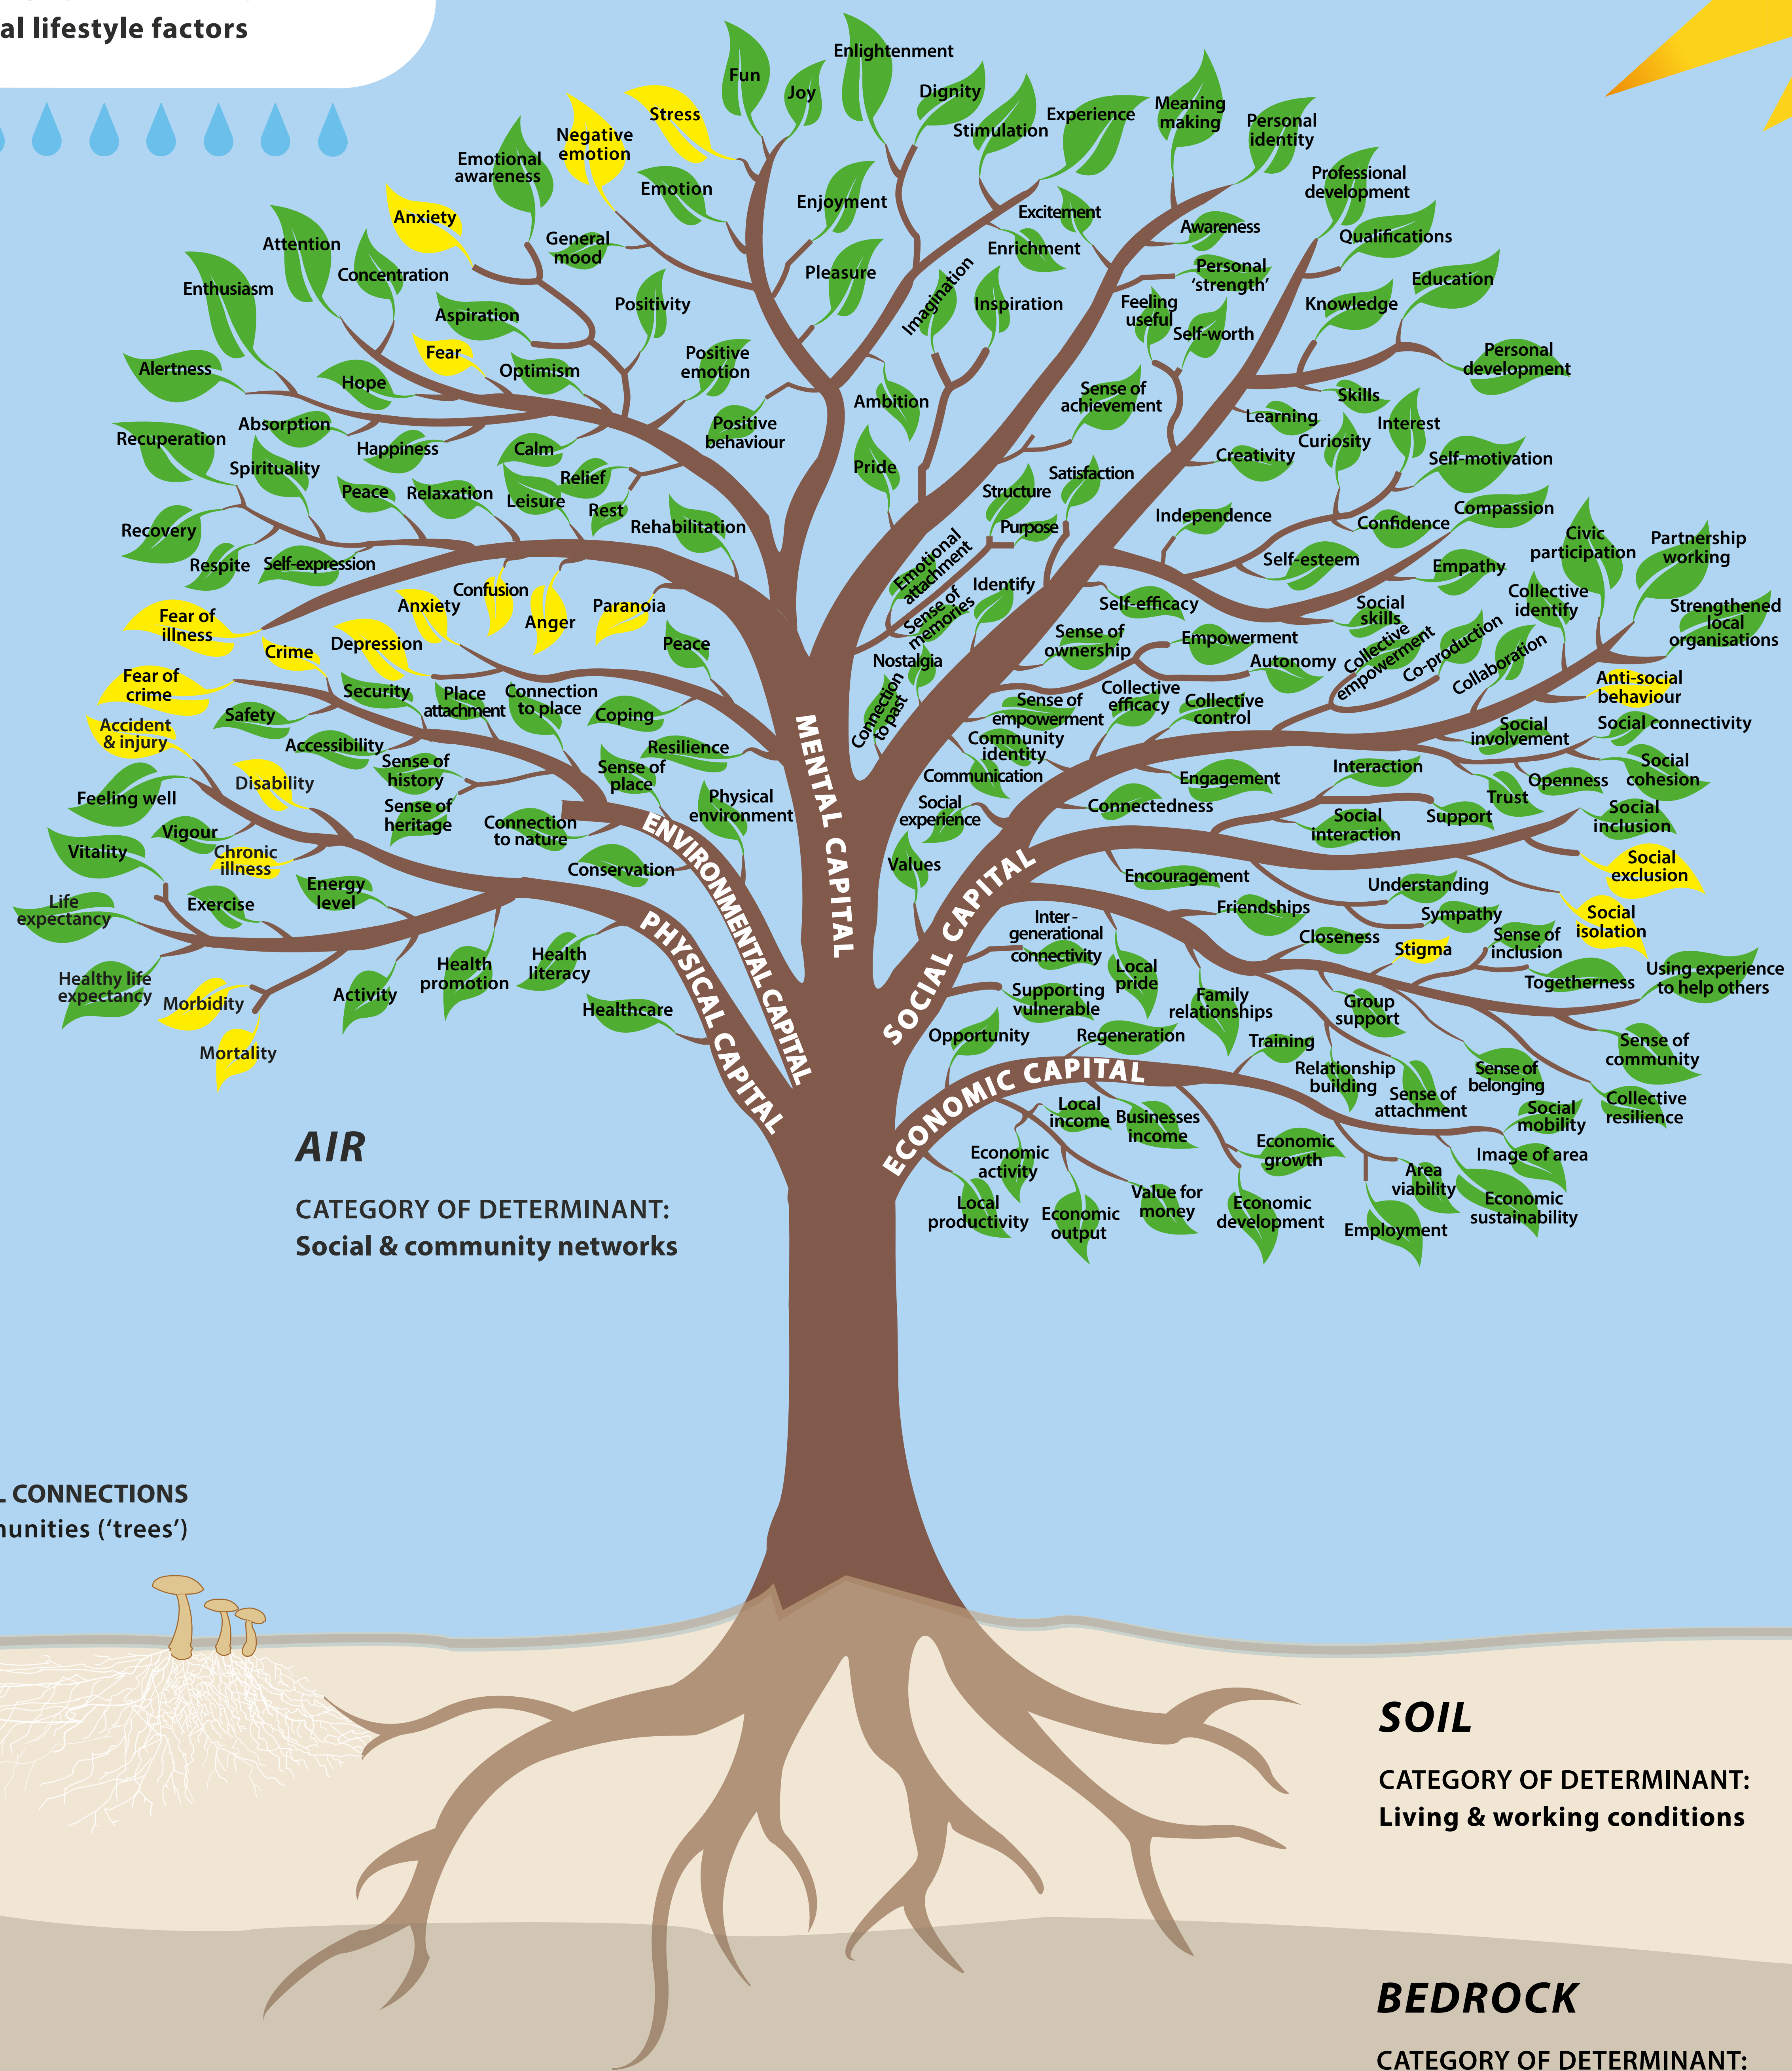 al lifestyle factors
Fun
Joy
Enlightenment
Dignity
Stimulation
Experience
Meaning
making
Personal
identity
Stress
Negative
emotion
Emotional
awareness
Emotion
Enjoyment
Excitement
Professional
development
Anxiety
General
mood
Pleasure
Enrichment
Awareness
Qualifications
Attention
Concentration
Enthusiasm
Aspiration
Positivity
Imagination
Inspiration
Personal
‘strength’
Feeling
useful
Self-worth
Knowledge
Education
Alertness
Fear
Hope
Optimism
Positive
emotion
Positive
behaviour
Ambition
Sense of
achievement
Personal
development
Skills
Learning
Curiosity
Interest
Creativity
Self-motivation
Recuperation
Absorption
Happiness
Calm
Spirituality
Peace
Relaxation
Leisure
Relief
Rest
Rehabilitation
Pride
Structure
Satisfaction
Purpose
Independence
Confidence
Compassion
Recovery
Respite
Self-expression
Emotional
attachment
Sense of
memories
Identify
Self-efficacy
Self-esteem
Empathy
Civic
participation
Partnership
working
Collective
identify
Strengthened
local
organisations
Social
skills
Fear of
illness
Confusion
Anxiety
Anger
Paranoia
Crime
Depression
Peace
Nostalgia
Connection
to past
Sense of
ownership
Empowerment
Autonomy
Collective
empowerment
Co-production
Collaboration
Anti-social
behaviour
Fear of
crime
Security
Place
attachment
Connection
to place
Coping
Safety
Accident
& injury
Accessibility
Resilience
Sense of
empowerment
Collective
efficacy
Collective
control
Community
identity
Social
involvement
Social connectivity
Sense of
history
Sense of
place
Communication
Engagement
Interaction
Openness
Social
cohesion
Feeling well
Disability
Sense of
heritage
Physical
environment
Social
experience
Connectedness
Social
interaction
Support
Trust
Social
inclusion
Vigour
Vitality
Chronic
illness
Connection
to nature
Conservation
Values
Encouragement
Understanding
Social
exclusion
Life
expectancy
Exercise
Energy
level
Inter -
generational
connectivity
Friendships
Sympathy
Closeness
Stigma
Sense of
inclusion
Social
isolation
Healthy life
expectancy
Morbidity
Activity
Health
promotion
Health
literacy
Healthcare
Mortality
Supporting
vulnerable
Local
pride
Family
relationships
Group
support
Togetherness
Using experience
to help others
Opportunity
Regeneration
Training
Relationship
building
Sense of
attachment
Sense of
belonging
Sense of
community
Collective
resilience
Local
income
Businesses
income
Social
mobility
Economic
activity
Economic
growth
Image of area
Area
viability
Local
productivity
Economic
output
Value for
money
Economic
development
Employment
Economic
sustainability
MENTAL CAPITAL
ENVIRONMENTAL CAPITAL
PHYSICAL CAPITAL
SOCIAL CAPITAL
ECONOMIC CAPITAL
AIR
CATEGORY OF DETERMINANT:
Social & community networks
CONNECTIONS
unities (‘trees’)
SOIL
CATEGORY OF DETERMINANT:
Living & working conditions
BEDROCK
CATEGORY OF DETERMINANT: